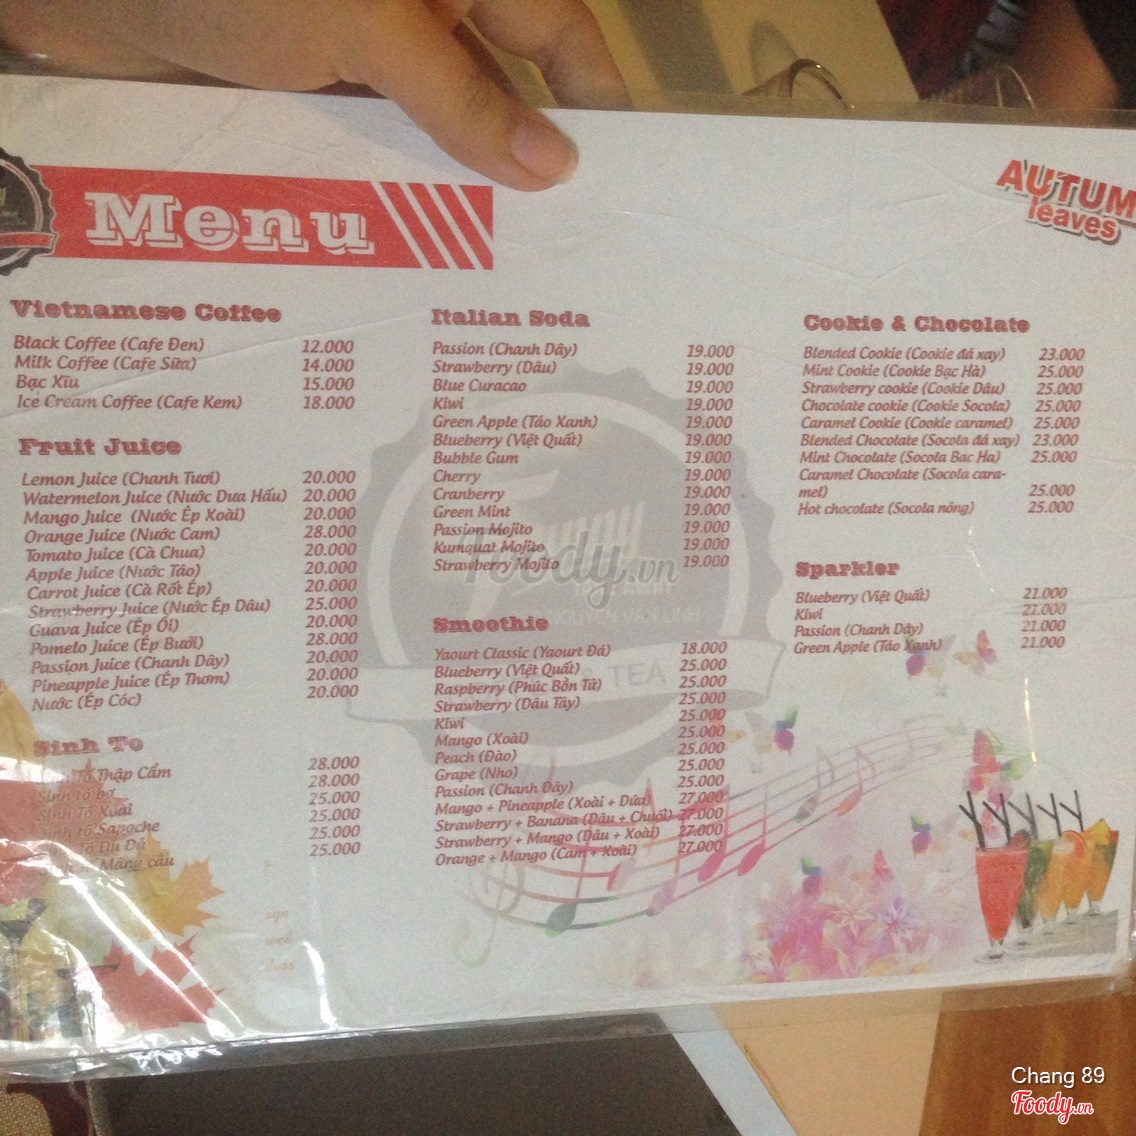 Menu
AUTUM
leaves
Vietnamese Coffee
Black Coffee (Cafe Đen) 12.000
Milk Coffee (Cafe Sữa) 14.000
Bạc Xỉu 15.000
Ice Cream Coffee (Cafe Kem) 18.000
Fruit Juice
Lemon Juice (Chanh Tươi) 20.000
Watermelon Juice (Nước Dưa Hấu) 20.000
Mango Juice (Nước Ép Xoài) 20.000
Orange Juice (Nước Cam) 28.000
Tomato Juice (Cà Chua) 20.000
Apple Juice (Nước Táo) 20.000
Carrot Juice (Cà Rốt Ép) 20.000
Strawberry Juice (Nước Ép Dâu) 25.000
Guava Juice (Ép Ổi) 20.000
Pomelo Juice (Ép Bưởi) 28.000
Passion Juice (Chanh Dây) 20.000
Pineapple Juice (Ép Thơm) 20.000
Nước (Ép Cóc) 20.000
Sinh To
Sinh Tố Thập Cẩm 28.000
Sinh tố bơ 28.000
Sinh Tố Xoài 25.000
Sinh tố Sapoche 25.000
Tố Đu Đủ 25.000
Mãng cầu 25.000
Italian Soda
Passion (Chanh Dây) 19.000
Strawberry (Dâu) 19.000
Blue Curacao 19.000
Kiwi 19.000
Green Apple (Táo Xanh) 19.000
Blueberry (Việt Quất) 19.000
Bubble Gum 19.000
Cherry 19.000
Cranberry 19.000
Green Mint 19.000
Passion Mojito 19.000
Kumquat Mojito 19.000
Strawberry Mojito 19.000
Smoothie
Yaourt Classic (Yaourt Đá) 18.000
Blueberry (Việt Quất) 25.000
Raspberry (Phúc Bồn Tử) 25.000
Strawberry (Dâu Tây) 25.000
Kiwi 25.000
Mango (Xoài) 25.000
Peach (Đào) 25.000
Grape (Nho) 25.000
Passion (Chanh Dây) 25.000
Mango + Pineapple (Xoài + Dứa) 27.000
Strawberry + Banana (Dâu + Chuối) 27.000
Strawberry + Mango (Dâu + Xoài) 27.000
Orange + Mango (Cam + Xoài) 27.000
Cookie & Chocolate
Blended Cookie (Cookie đá xay) 23.000
Mint Cookie (Cookie Bạc Hà) 25.000
Strawberry cookie (Cookie Dâu) 25.000
Chocolate cookie (Cookie Socola) 25.000
Caramel Cookie (Cookie caramel) 25.000
Blended Chocolate (Socola đá xay) 23.000
Mint Chocolate (Socola Bac Ha) 25.000
Caramel Chocolate (Socola cara-
mel) 25.000
Hot chocolate (Socola nóng) 25.000
Sparkler
Blueberry (Việt Quất) 21.000
Kiwi 21.000
Passion (Chanh Dây) 21.000
Green Apple (Táo Xanh) 21.000
Foody.vn
TEA
Chang 89
Foody.vn